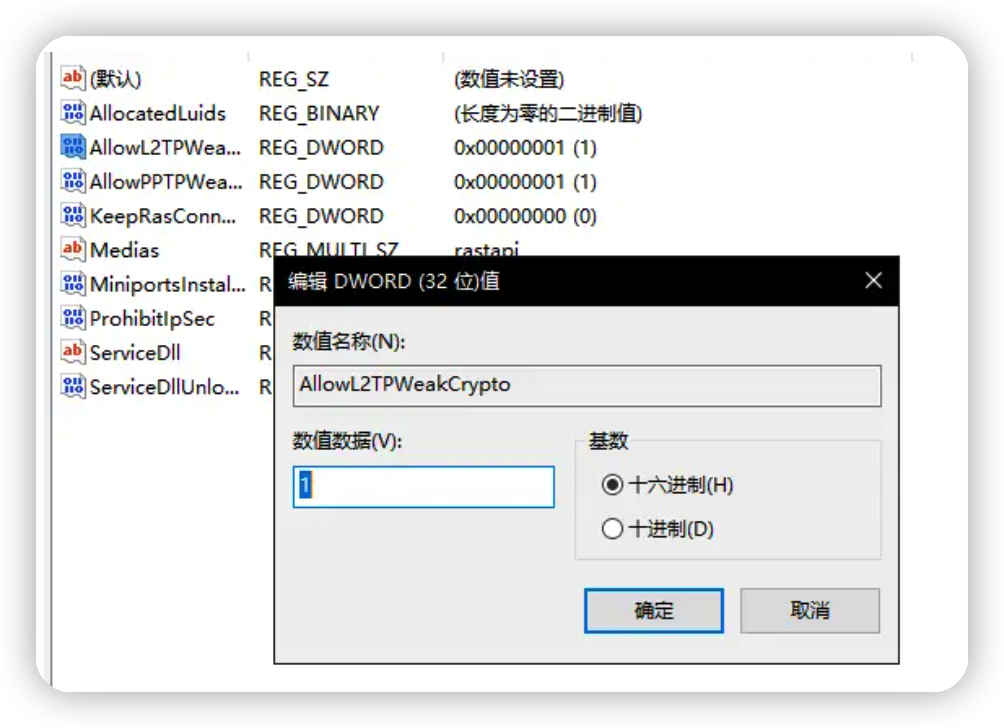 (默认) REG_SZ (数值未设置)
AllocatedLuids REG_BINARY (长度为零的二进制值)
AllowL2TPWea... REG_DWORD 0x00000001 (1)
AllowPPTPWea... REG_DWORD 0x00000001 (1)
KeepRasConn... REG_DWORD 0x00000000 (0)
Medias REG_MULTI_SZ rastapi
MiniportsInstal... R
ProhibitIpSec R
ServiceDll R
ServiceDllUnlo... R
编辑 DWORD (32 位)值
数值名称(N):
AllowL2TPWeakCrypto
数值数据(V):
1
基数
十六进制(H)
十进制(D)
确定 取消